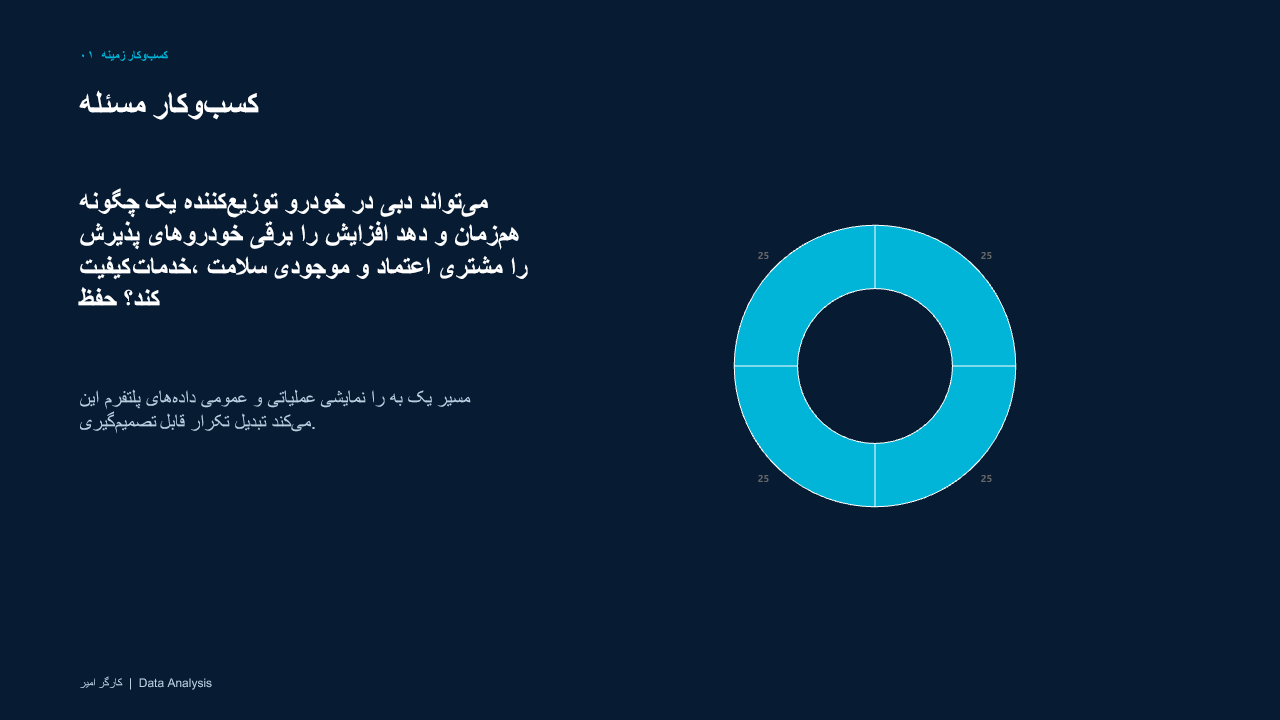 کسب‌وکار زمینه ۰۱
کسب‌وکار مسئله
می‌تواند دبی در خودرو توزیع‌کننده یک چگونه
هم‌زمان و دهد افزایش را برقی خودروهای پذیرش
را مشتری اعتماد و موجودی سلامت ،خدمات کیفیت
کند؟ حفظ
مسیر یک به را نمایشی عملیاتی و عمومی داده‌های پلتفرم این
.می‌کند تبدیل تکرار قابل تصمیم‌گیری
25
25
25
25
کارگر امیر | Data Analysis